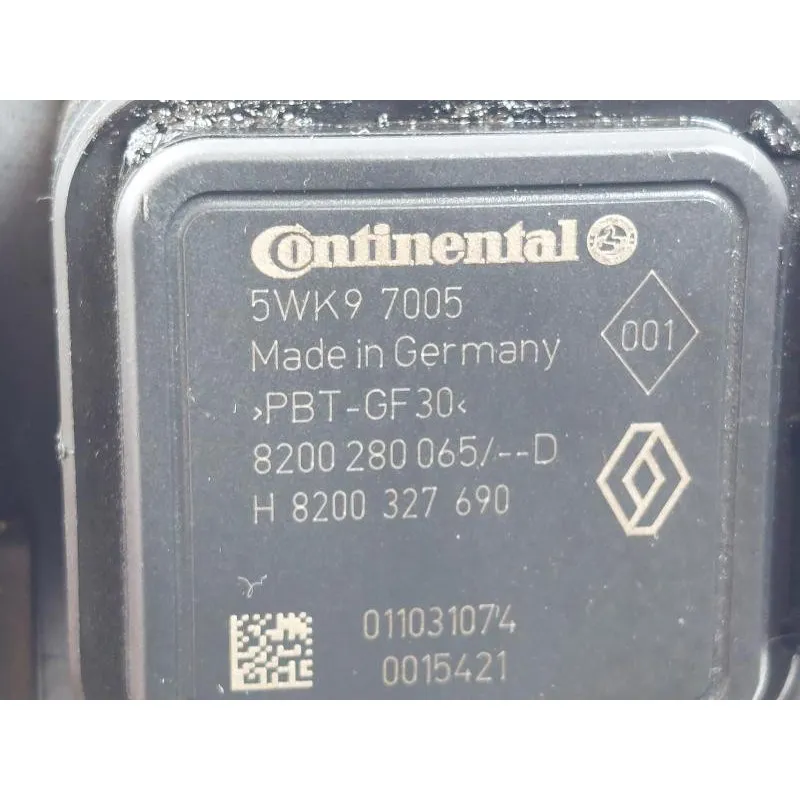 Continental
5WK9 7005
001
Made in Germany
>PBT-GF30<
8200 280 065/--D
H 8200 327 690
011031074
0015421